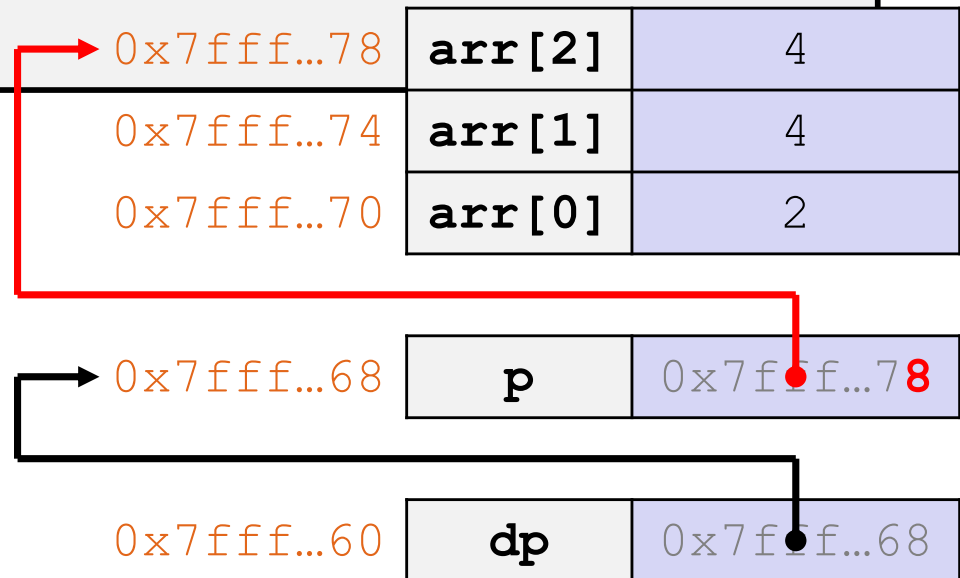 0x7fff…78 arr[2] 4
0x7fff…74 arr[1] 4
0x7fff…70 arr[0] 2
0x7fff…68 p 0x7fff…78
0x7fff…60 dp 0x7fff…68